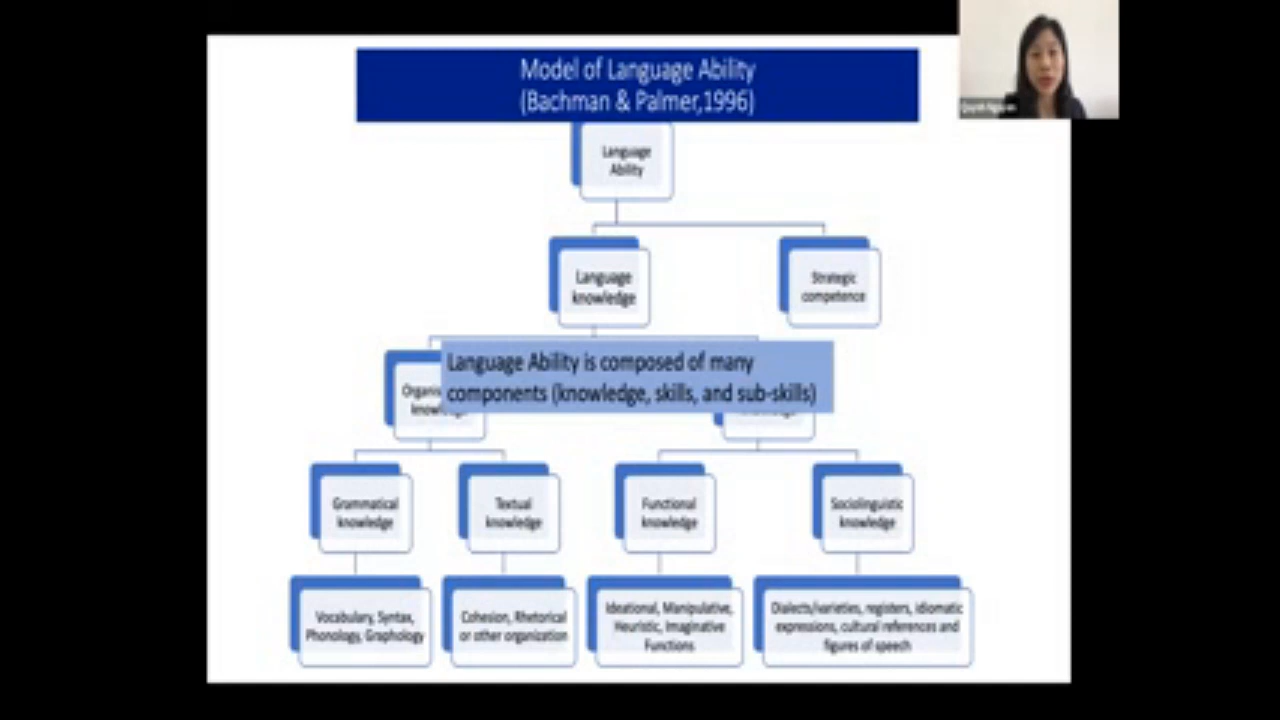 Model of Language Ability
(Bachman & Palmer,1996)
Language
Ability
Language
knowledge
Strategic
competence
Language Ability is composed of many
components (knowledge, skills, and sub-skills)
Grammatical
knowledge
Textual
knowledge
Functional
knowledge
Sociolinguistic
knowledge
Vocabulary, Syntax,
Phonology, Graphology
Cohesion, Rhetorical
or other organization
Ideational, Manipulative,
Heuristic, Imaginative
Functions
Dialects/varieties, registers, idiomatic
expressions, cultural references and
figures of speech